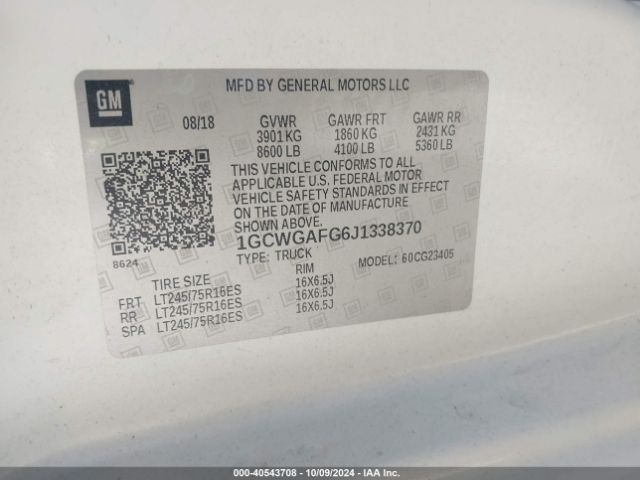 GM
MFD BY GENERAL MOTORS LLC
08/18 GVWR GAWR FRT GAWR RR
3901 KG 1860 KG 2431 KG
8600 LB 4100 LB 5360 LB
THIS VEHICLE CONFORMS TO ALL
APPLICABLE U.S. FEDERAL MOTOR
VEHICLE SAFETY STANDARDS IN EFFECT
ON THE DATE OF MANUFACTURE
SHOWN ABOVE.
1GCWGAFG6J1338370
8624 TYPE: TRUCK MODEL: 60CG23405
TIRE SIZE RIM
FRT LT245/75R16ES 16X6.5J
RR LT245/75R16ES 16X6.5J
SPA LT245/75R16ES 16X6.5J
000-40543708 - 10/09/2024 - IAAI.com